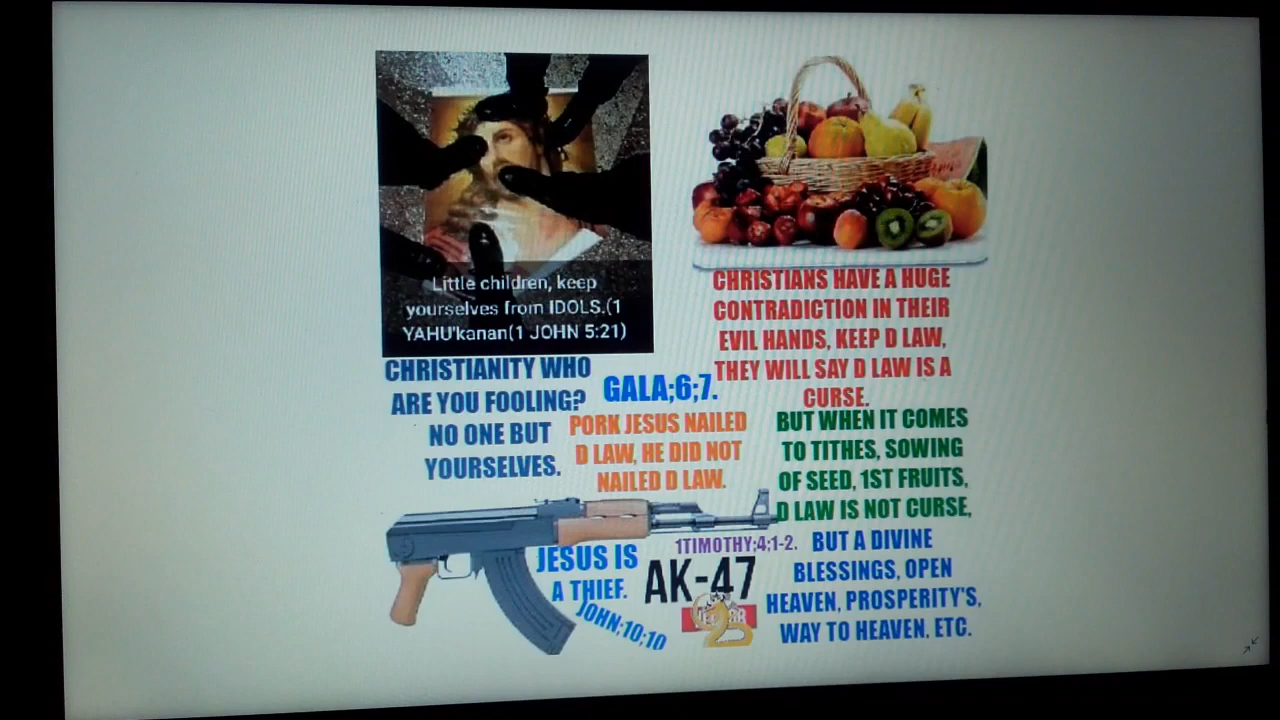 Little children, keep
yourselves from IDOLS.(1
YAHU'kanan(1 JOHN 5:21)
CHRISTIANITY WHO
ARE YOU FOOLING?
NO ONE BUT
YOURSELVES.
GALA;6;7.
PORK JESUS NAILED
D LAW, HE DID NOT
NAILED D LAW.
CHRISTIANS HAVE A HUGE
CONTRADICTION IN THEIR
EVIL HANDS, KEEP D LAW,
THEY WILL SAY D LAW IS A
CURSE.
BUT WHEN IT COMES
TO TITHES, SOWING
OF SEED, 1ST FRUITS,
D LAW IS NOT CURSE,
BUT A DIVINE
BLESSINGS, OPEN
HEAVEN, PROSPERITY'S,
WAY TO HEAVEN, ETC.
JESUS IS
A THIEF.
JOHN;10;10
1TIMOTHY;4;1-2.
AK-47